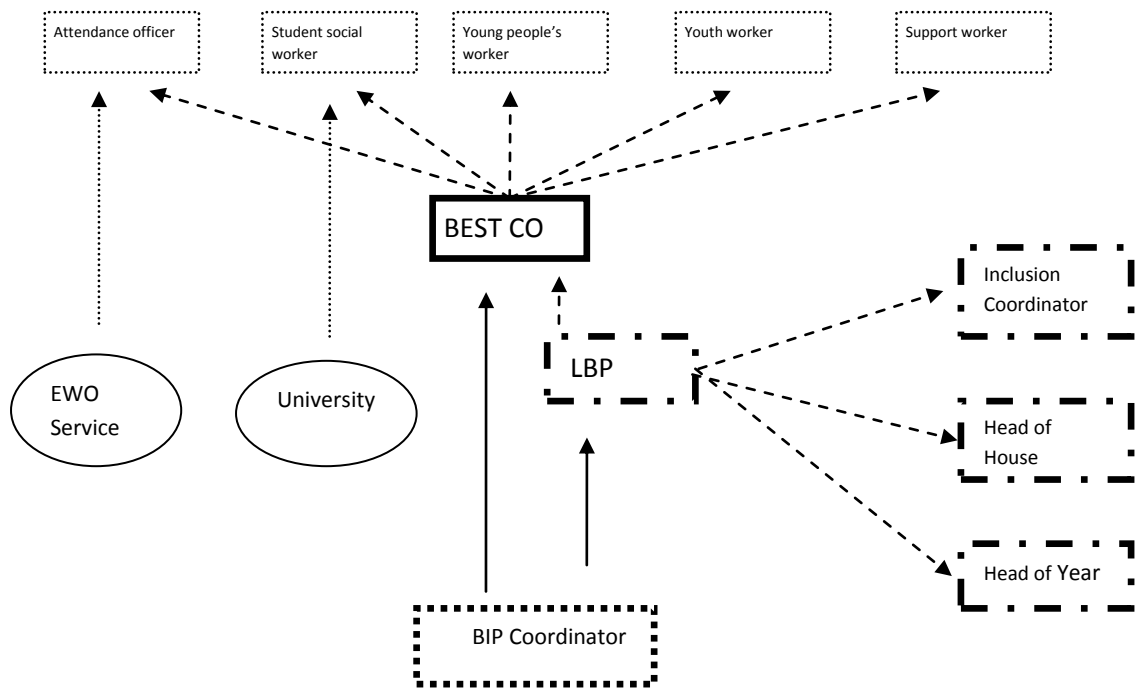 Attendance officer
Student social
worker
Young people’s
worker
Youth worker
Support worker
BEST CO
Inclusion
Coordinator
LBP
EWO
Service
University
Head of
House
Head of Year
BIP Coordinator